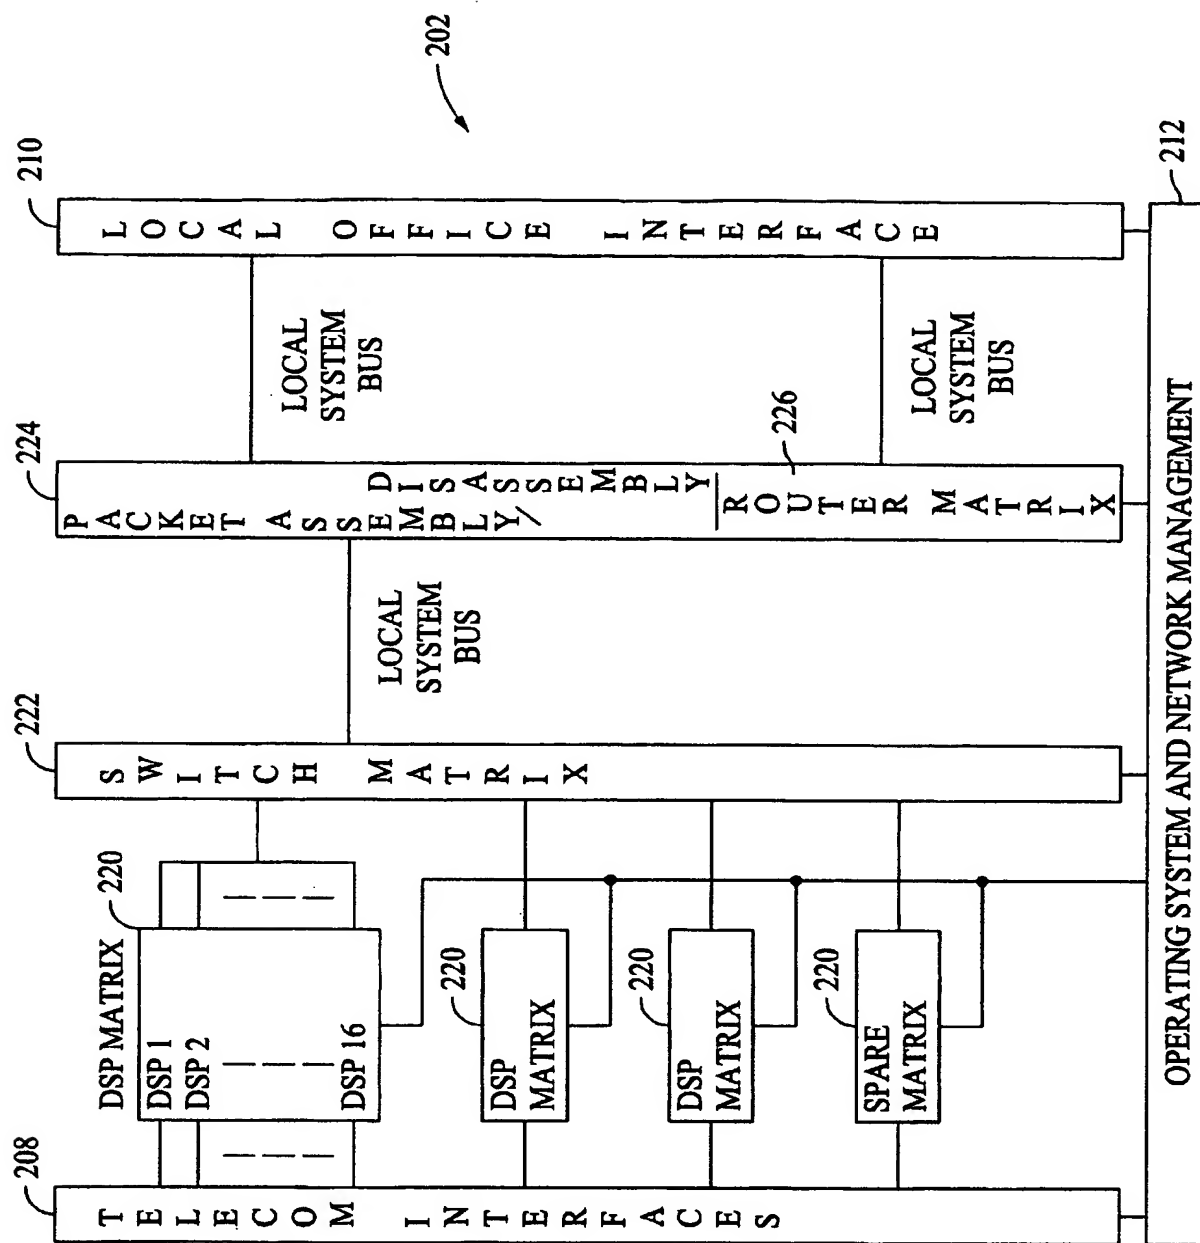 202
208
TELECOM INTERFACES
DSP MATRIX
220
DSP 1
DSP 2
DSP 16
220
DSP
MATRIX
220
DSP
MATRIX
220
SPARE
MATRIX
222
SWITCH MATRIX
LOCAL
SYSTEM
BUS
224
PACKET ASSEMBLY/
DISASSEMBLY
ROUTER MATRIX
226
LOCAL
SYSTEM
BUS
LOCAL
SYSTEM
BUS
210
LOCAL OFFICE INTERFACE
212
OPERATING SYSTEM AND NETWORK MANAGEMENT